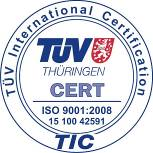 TÜV International Certification
TÜV
THÜRINGEN
CERT
ISO 9001:2008
15 100 42591
TIC